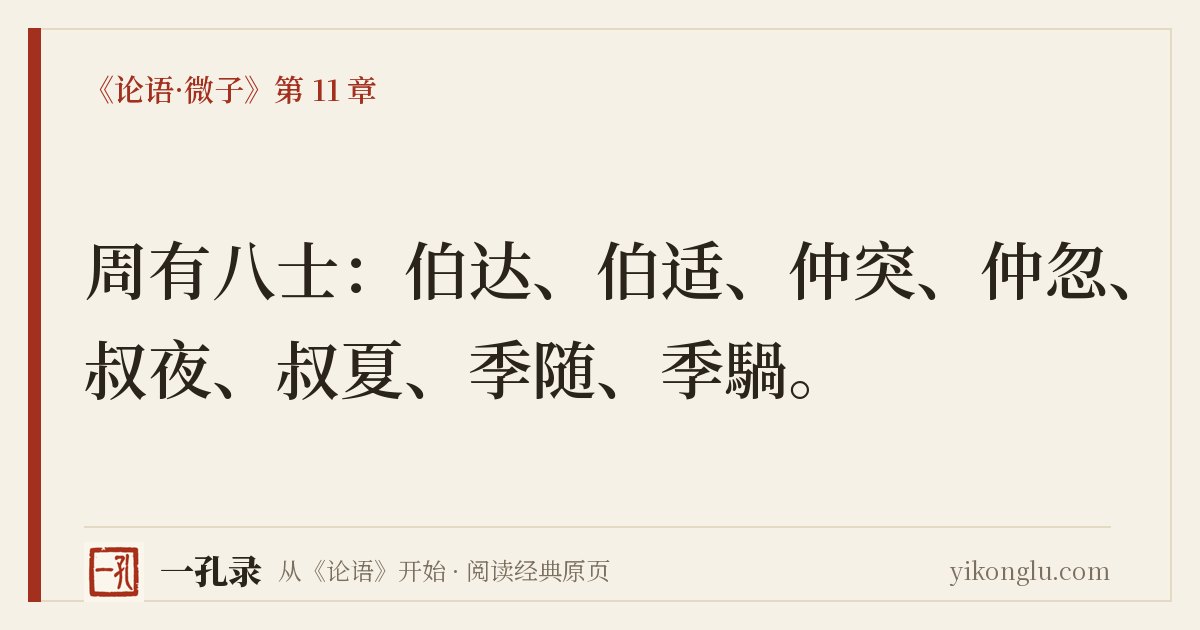 《论语·微子》第 11 章
周有八士：伯达、伯适、仲突、仲忽、
叔夜、叔夏、季随、季騧。
一孔
一孔录 从《论语》开始 · 阅读经典原页
yikonglu.com